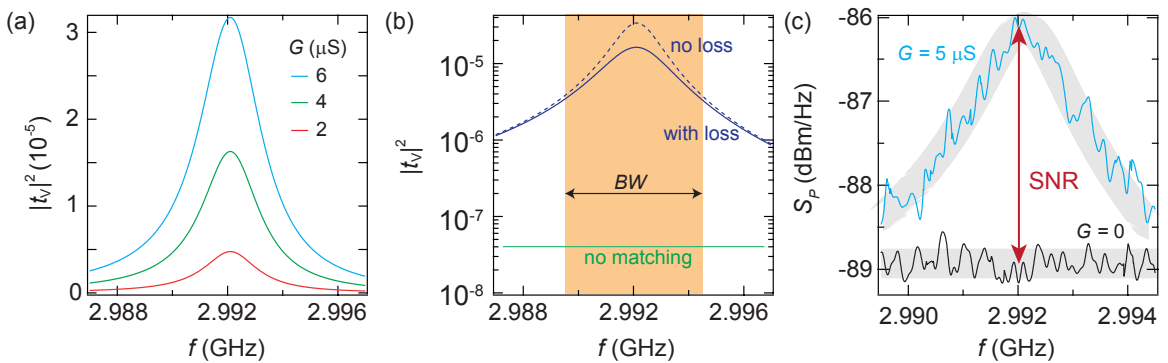 (a)
3
2
1
0
|t_V|² (10⁻⁵)
G (μS)
6
4
2
2.988
2.992
2.996
f (GHz)
(b)
10⁻⁵
10⁻⁶
10⁻⁷
10⁻⁸
|t_V|²
no loss
with loss
BW
no matching
2.988
2.992
2.996
f (GHz)
(c)
-86
-87
-88
-89
S_P (dBm/Hz)
G = 5 μS
SNR
G = 0
2.990
2.992
2.994
f (GHz)